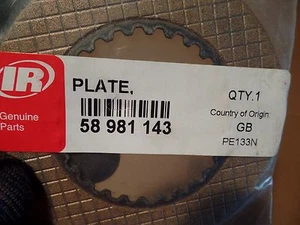 IR
Genuine
Parts
PLATE,
58 981 143
QTY.1
Country of Origin:
GB
PE133N